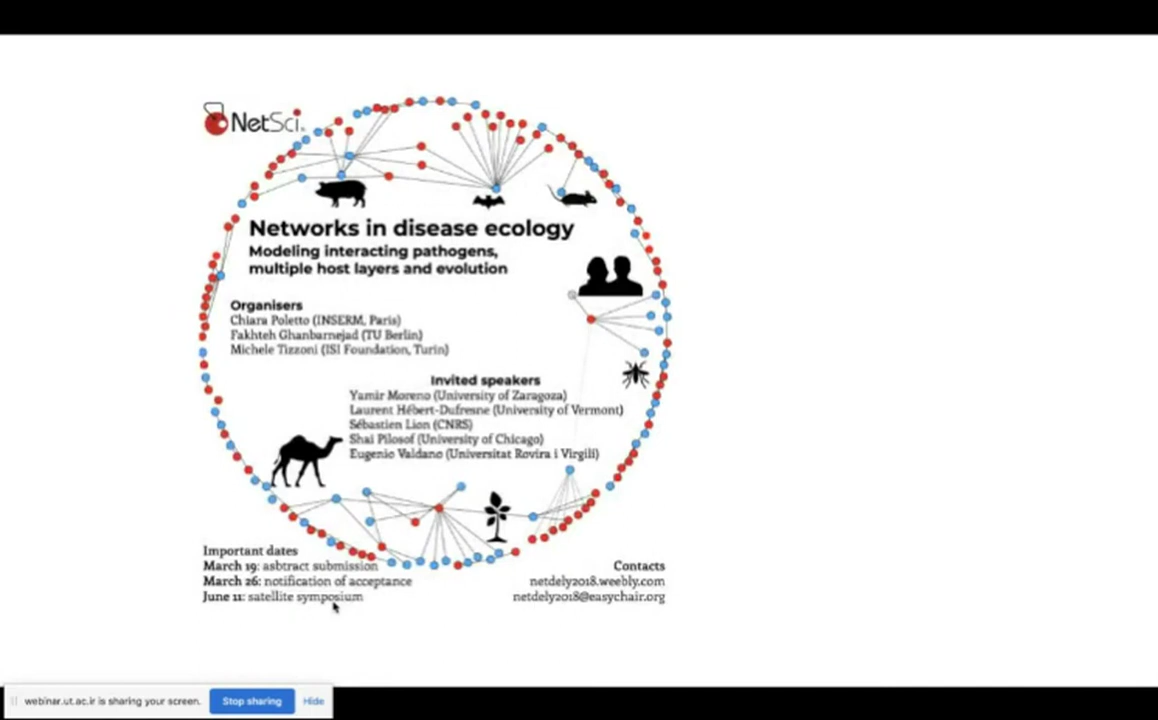 NetSci
Networks in disease ecology
Modeling interacting pathogens,
multiple host layers and evolution
Organisers
Chiara Poletto (INSERM, Paris)
Fakhteh Ghanbarnejad (TU Berlin)
Michele Tizzoni (ISI Foundation, Turin)
Invited speakers
Yamir Moreno (University of Zaragoza)
Laurent Hébert-Dufresne (University of Vermont)
Sébastien Lion (CNRS)
Shai Pilosof (University of Chicago)
Eugenio Valdano (Universitat Rovira i Virgili)
Important dates
March 19: asbtract submission
March 26: notification of acceptance
June 11: satellite symposium
Contacts
netdely2018.weebly.com
netdely2018@easychair.org
webinar.ut.ac.ir is sharing your screen. Stop sharing Hide